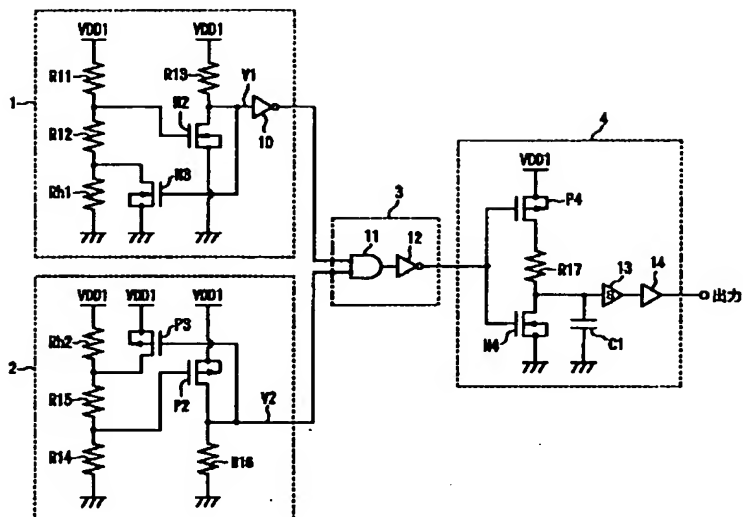 VDD1
VDD1
R11
R13
V1
1
N2
10
R12
Rh1
N3
4
VDD1
P4
3
11
12
R17
13
14
S
出力
N4
C1
VDD1
VDD1
VDD1
Rh2
P3
2
R15
P2
V2
R14
R16